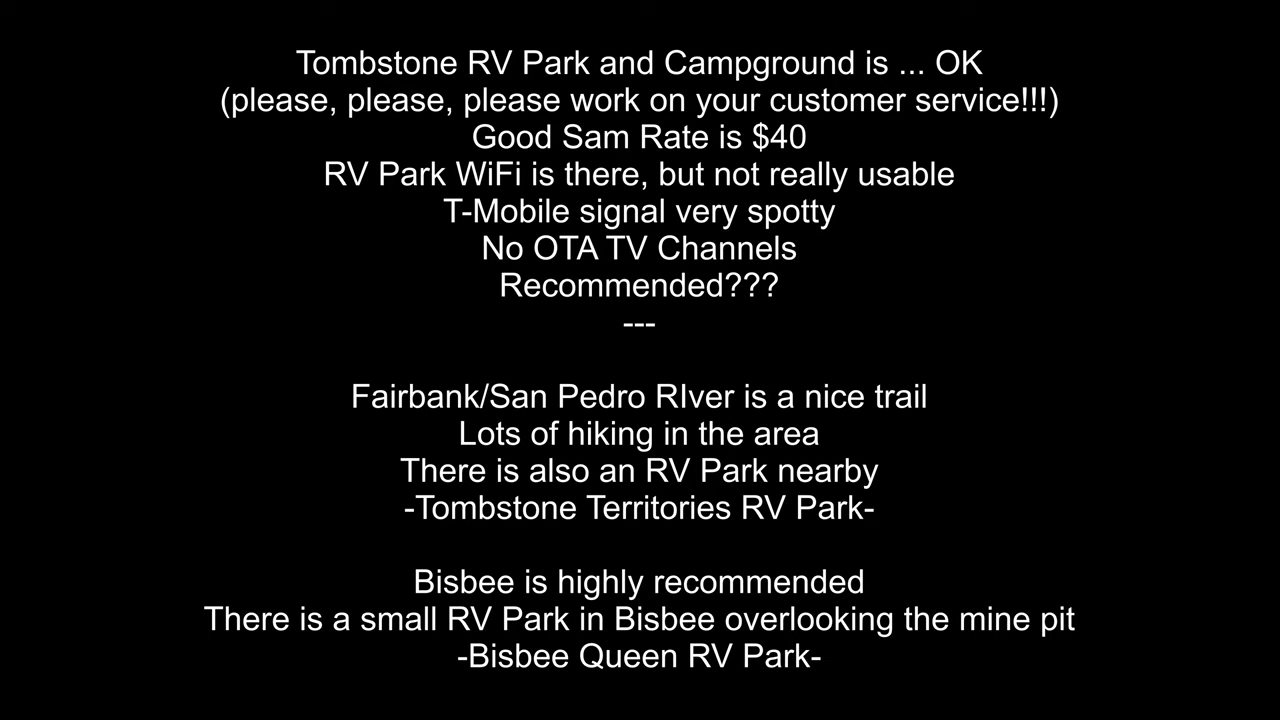 Tombstone RV Park and Campground is ... OK
(please, please, please work on your customer service!!!)
Good Sam Rate is $40
RV Park WiFi is there, but not really usable
T-Mobile signal very spotty
No OTA TV Channels
Recommended???
---
Fairbank/San Pedro RIver is a nice trail
Lots of hiking in the area
There is also an RV Park nearby
-Tombstone Territories RV Park-
Bisbee is highly recommended
There is a small RV Park in Bisbee overlooking the mine pit
-Bisbee Queen RV Park-